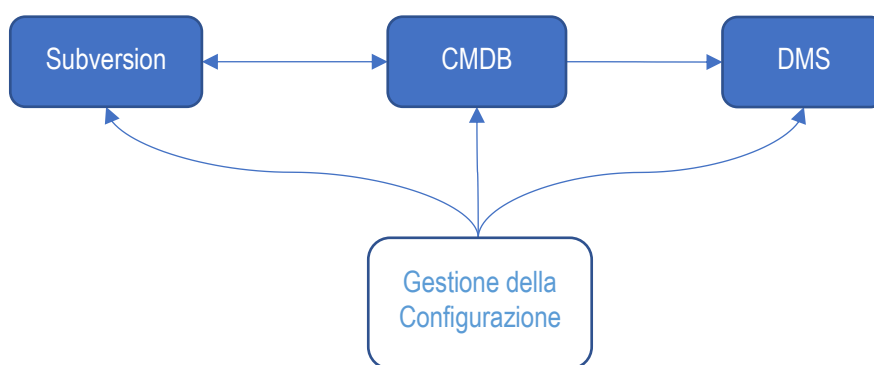 Subversion
CMDB
DMS
Gestione della
Configurazione